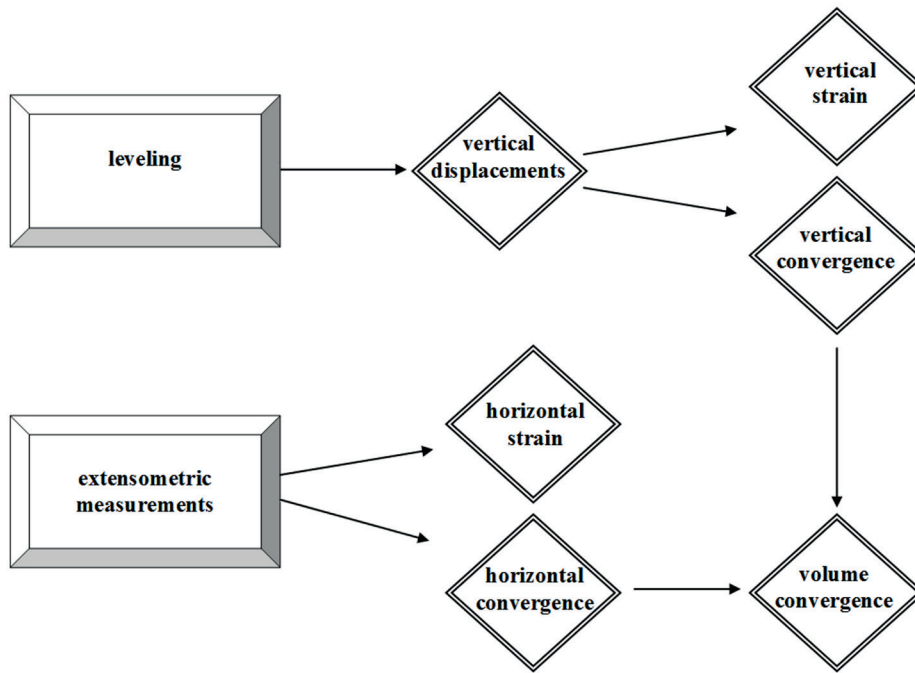 vertical
strain
leveling
vertical
displacements
vertical
convergence
horizontal
strain
extensometric
measurements
horizontal
convergence
volume
convergence